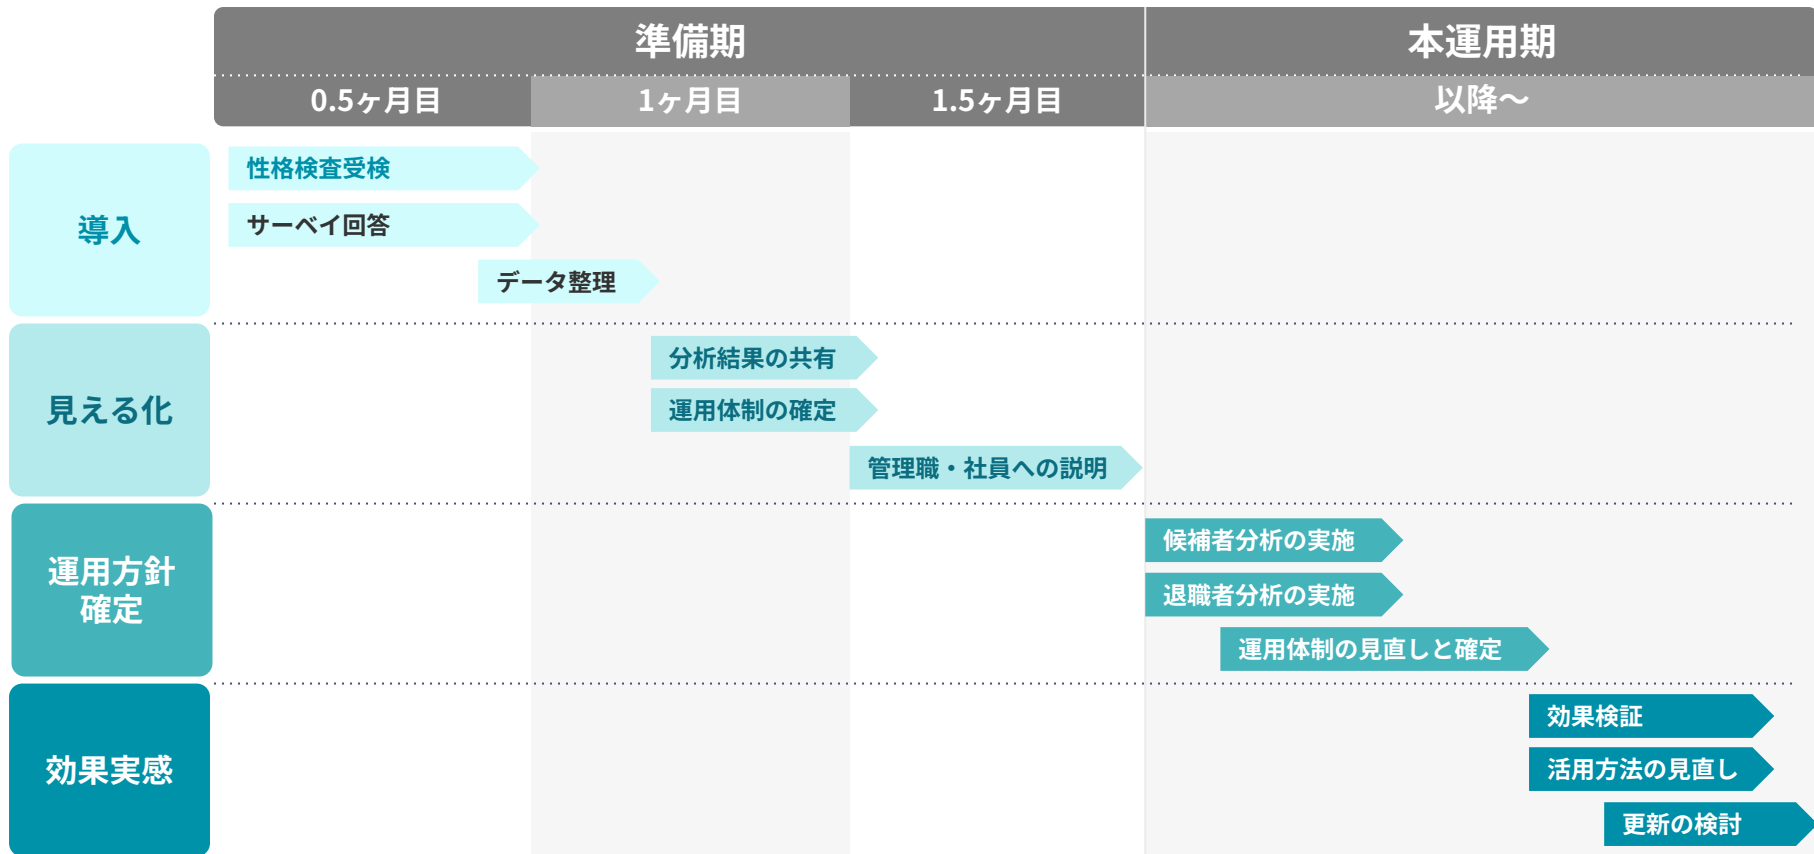 準備期
本運用期
0.5ヶ月目
1ヶ月目
1.5ヶ月目
以降～
導入
性格検査受検
サーベイ回答
データ整理
見える化
分析結果の共有
運用体制の確定
管理職・社員への説明
運用方針
確定
候補者分析の実施
退職者分析の実施
運用体制の見直しと確定
効果実感
効果検証
活用方法の見直し
更新の検討